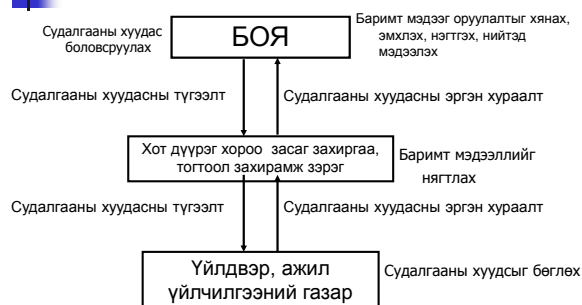 Судалгааны хуудас
боловсруулах
БОЯ
Баримт мэдээг оруулалтыг хянах,
эмхлэх, нэгтгэх, нийтэд
мэдээлэх
Судалгааны хуудасны түгээлт
Судалгааны хуудасны эргэн хураалт
Хот дүүрэг хороо засаг захиргаа,
тогтоол захирамж зэрэг
Баримт мэдээллийг
нягтлах
Судалгааны хуудасны түгээлт
Судалгааны хуудасны эргэн хураалт
Үйлдвэр, ажил
үйлчилгээний газар
Судалгааны хуудсыг бөглөх